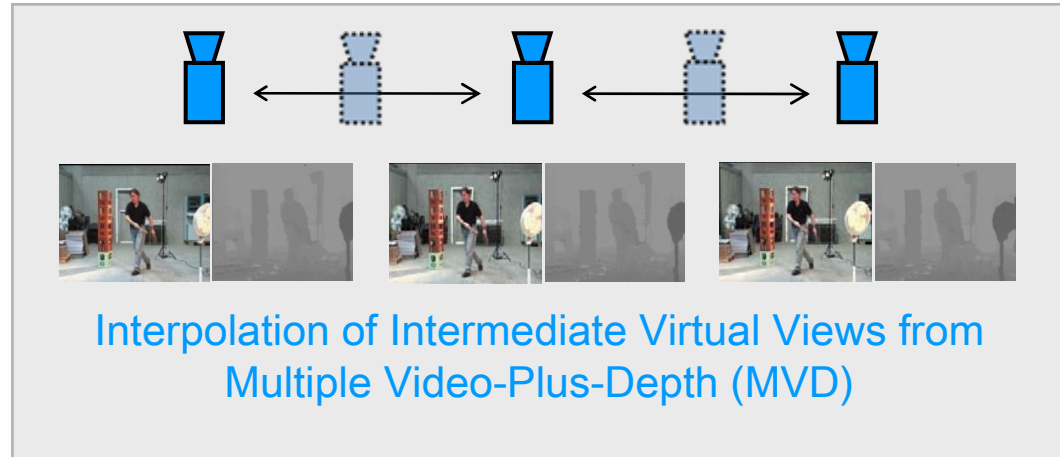 Interpolation of Intermediate Virtual Views from
Multiple Video-Plus-Depth (MVD)